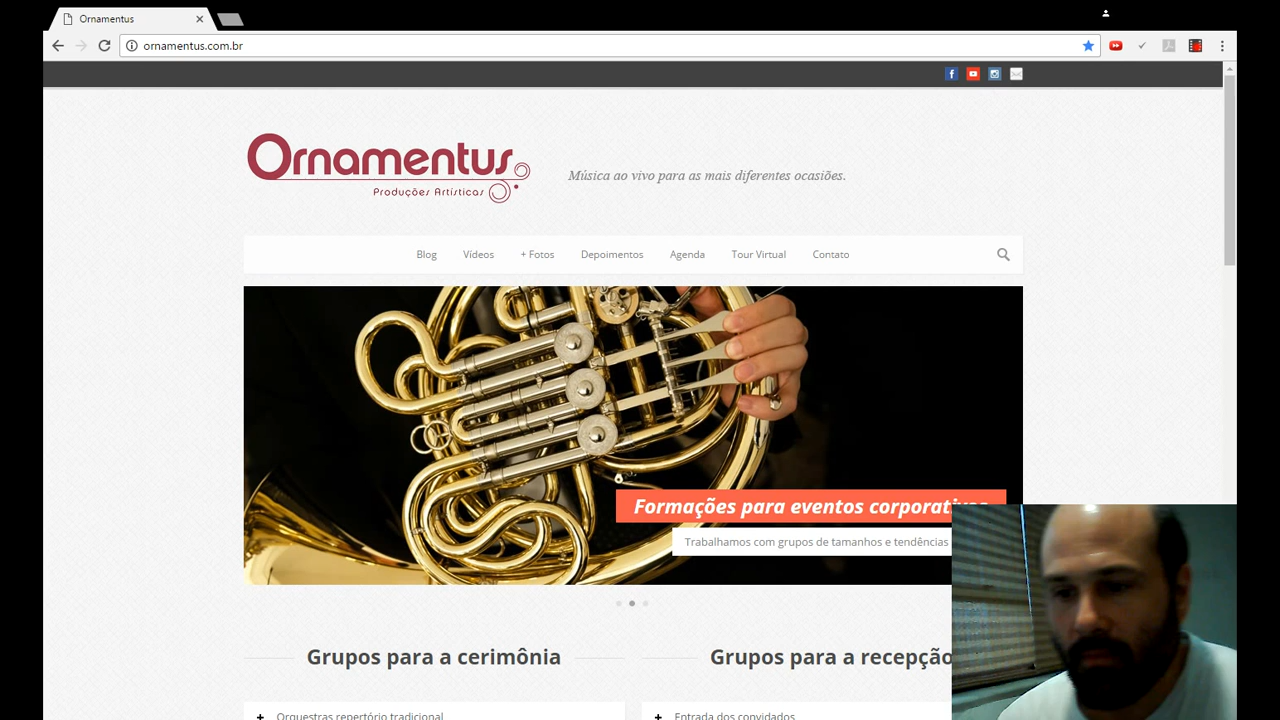 Ornamentus
ornamentus.com.br
Ornamentus
Produções Artísticas
Música ao vivo para as mais diferentes ocasiões.
Blog Vídeos + Fotos Depoimentos Agenda Tour Virtual Contato
Formações para eventos corporativos
Trabalhamos com grupos de tamanhos e tendências
Grupos para a cerimônia
Grupos para a recepção
Orquestras repertório tradicional
Entrada dos convidados